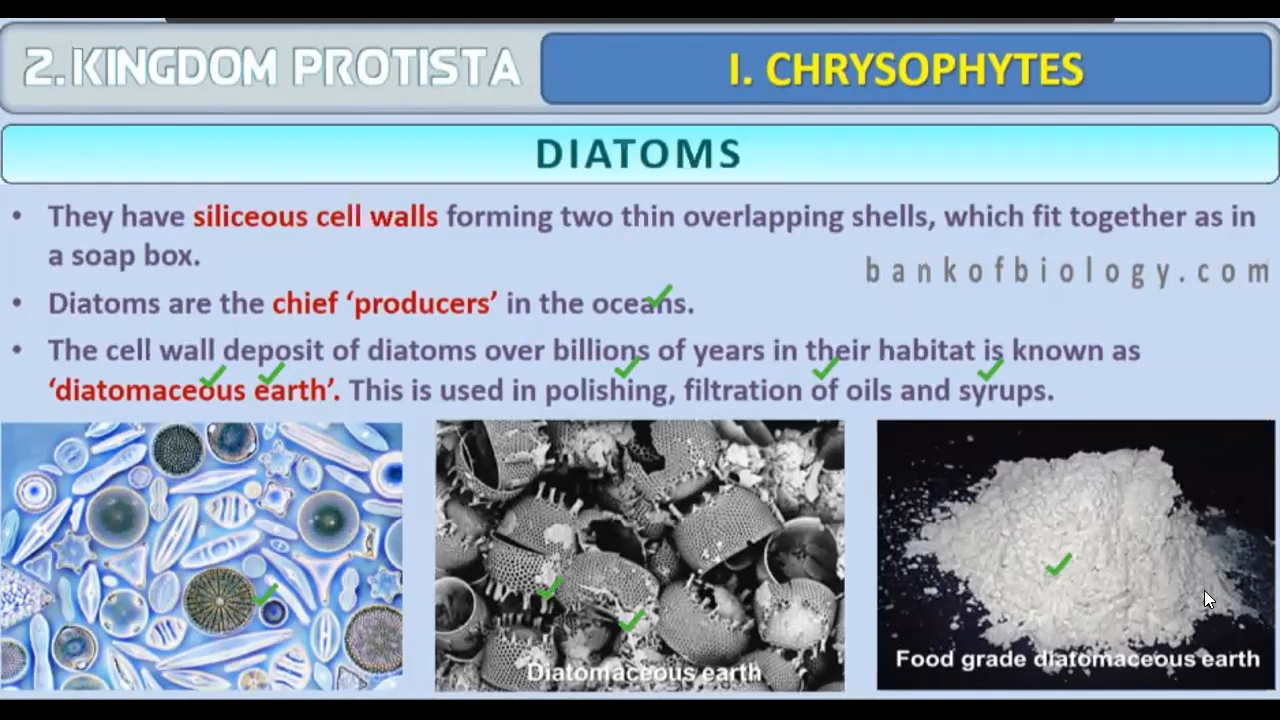 2. KINGDOM PROTISTA
I. CHRYSOPHYTES
DIATOMS
• They have siliceous cell walls forming two thin overlapping shells, which fit together as in
a soap box.
bankofbiology.com
• Diatoms are the chief ‘producers’ in the oceans.
• The cell wall deposit of diatoms over billions of years in their habitat is known as
‘diatomaceous earth’. This is used in polishing, filtration of oils and syrups.
Diatomaceous earth
Food grade diatomaceous earth